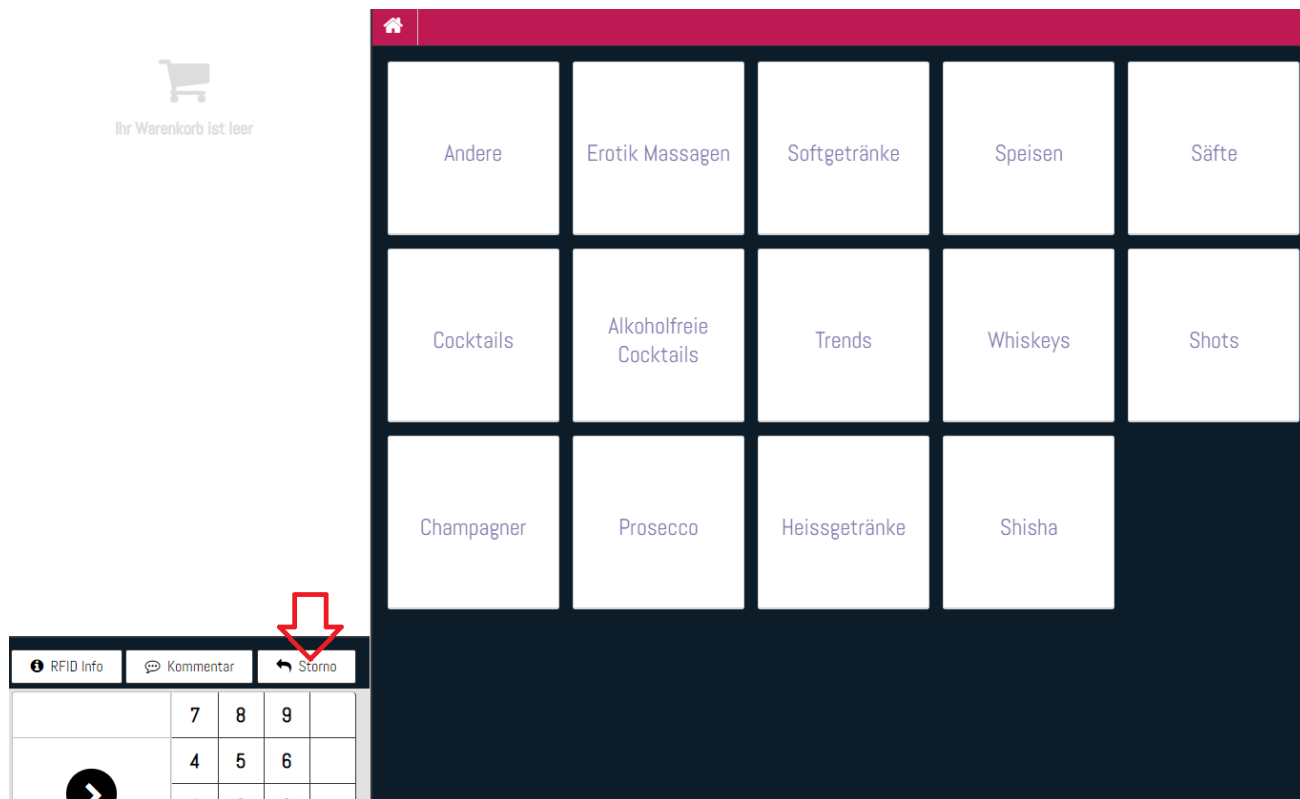 Ihr Warenkorb ist leer
Andere
Erotik Massagen
Softgetränke
Speisen
Säfte
Cocktails
Alkoholfreie
Cocktails
Trends
Whiskeys
Shots
Champagner
Prosecco
Heissgetränke
Shisha
RFID Info
Kommentar
Storno
7 8 9
4 5 6